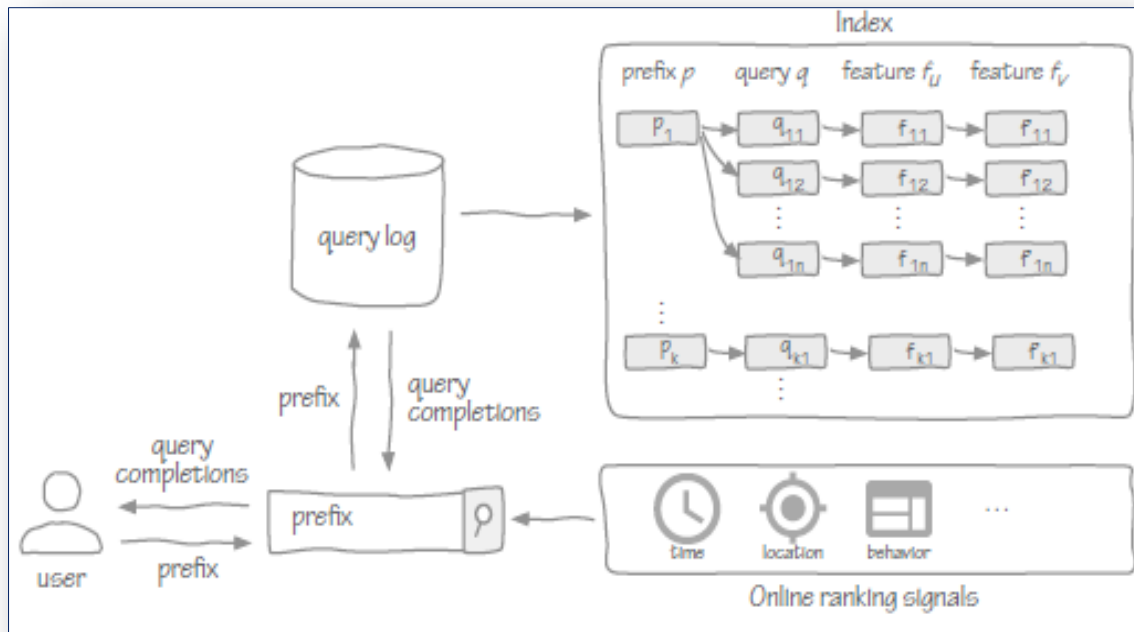 Index
prefix p query q feature f_u feature f_v
p_1 q_11 f_11 f_11
q_12 f_12 f_12
⋮ ⋮ ⋮
q_1n f_1n f_1n
⋮
p_k q_k1 f_k1 f_k1
⋮
query log
prefix
query
completions
query
completions
prefix
user
prefix
time location behavior ...
Online ranking signals